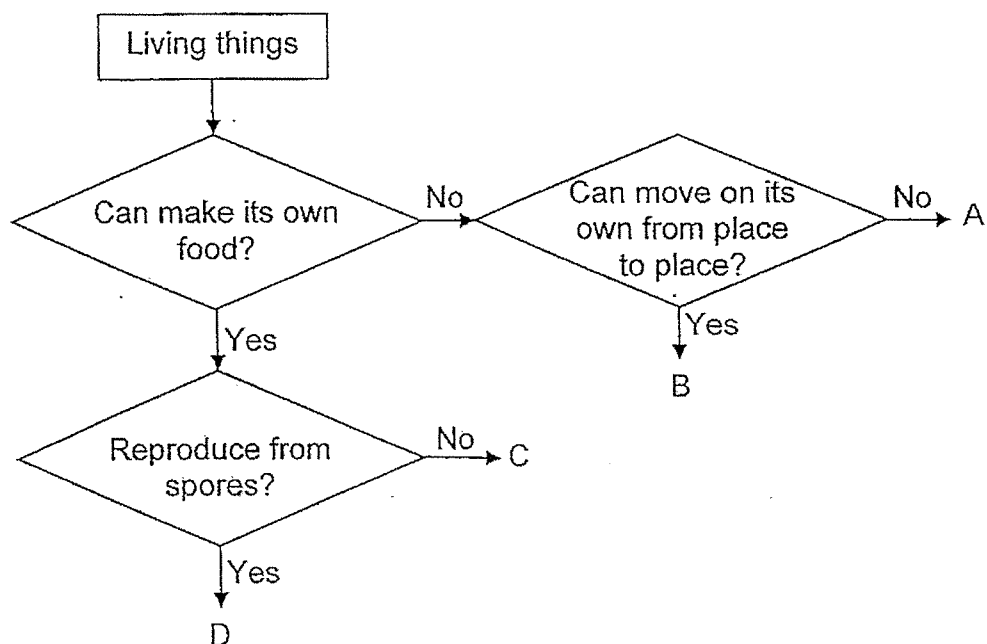 Living things
Can make its own
food?
No
Can move on its
own from place
to place?
No
A
Yes
B
Yes
Reproduce from
spores?
No
C
Yes
D